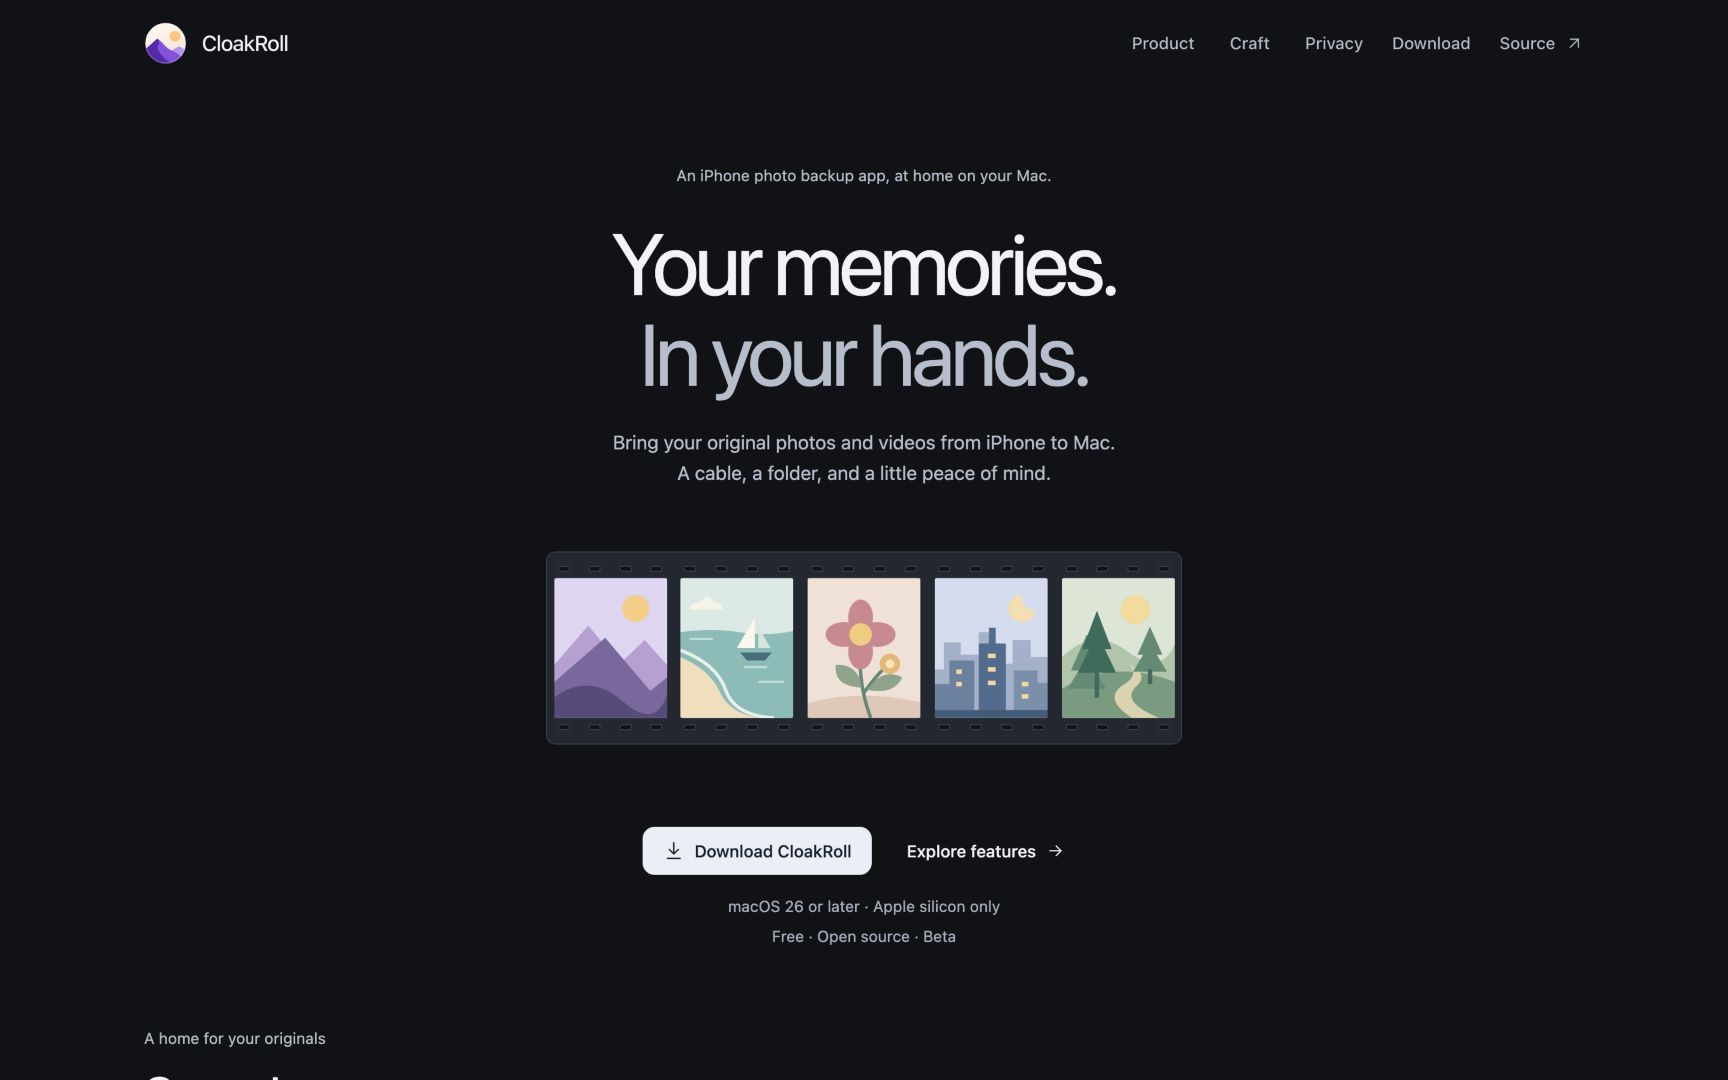 CloakRoll
Product
Craft
Privacy
Download
Source
An iPhone photo backup app, at home on your Mac.
Your memories.
In your hands.
Bring your original photos and videos from iPhone to Mac.
A cable, a folder, and a little peace of mind.
Download CloakRoll
Explore features
macOS 26 or later · Apple silicon only
Free · Open source · Beta
A home for your originals